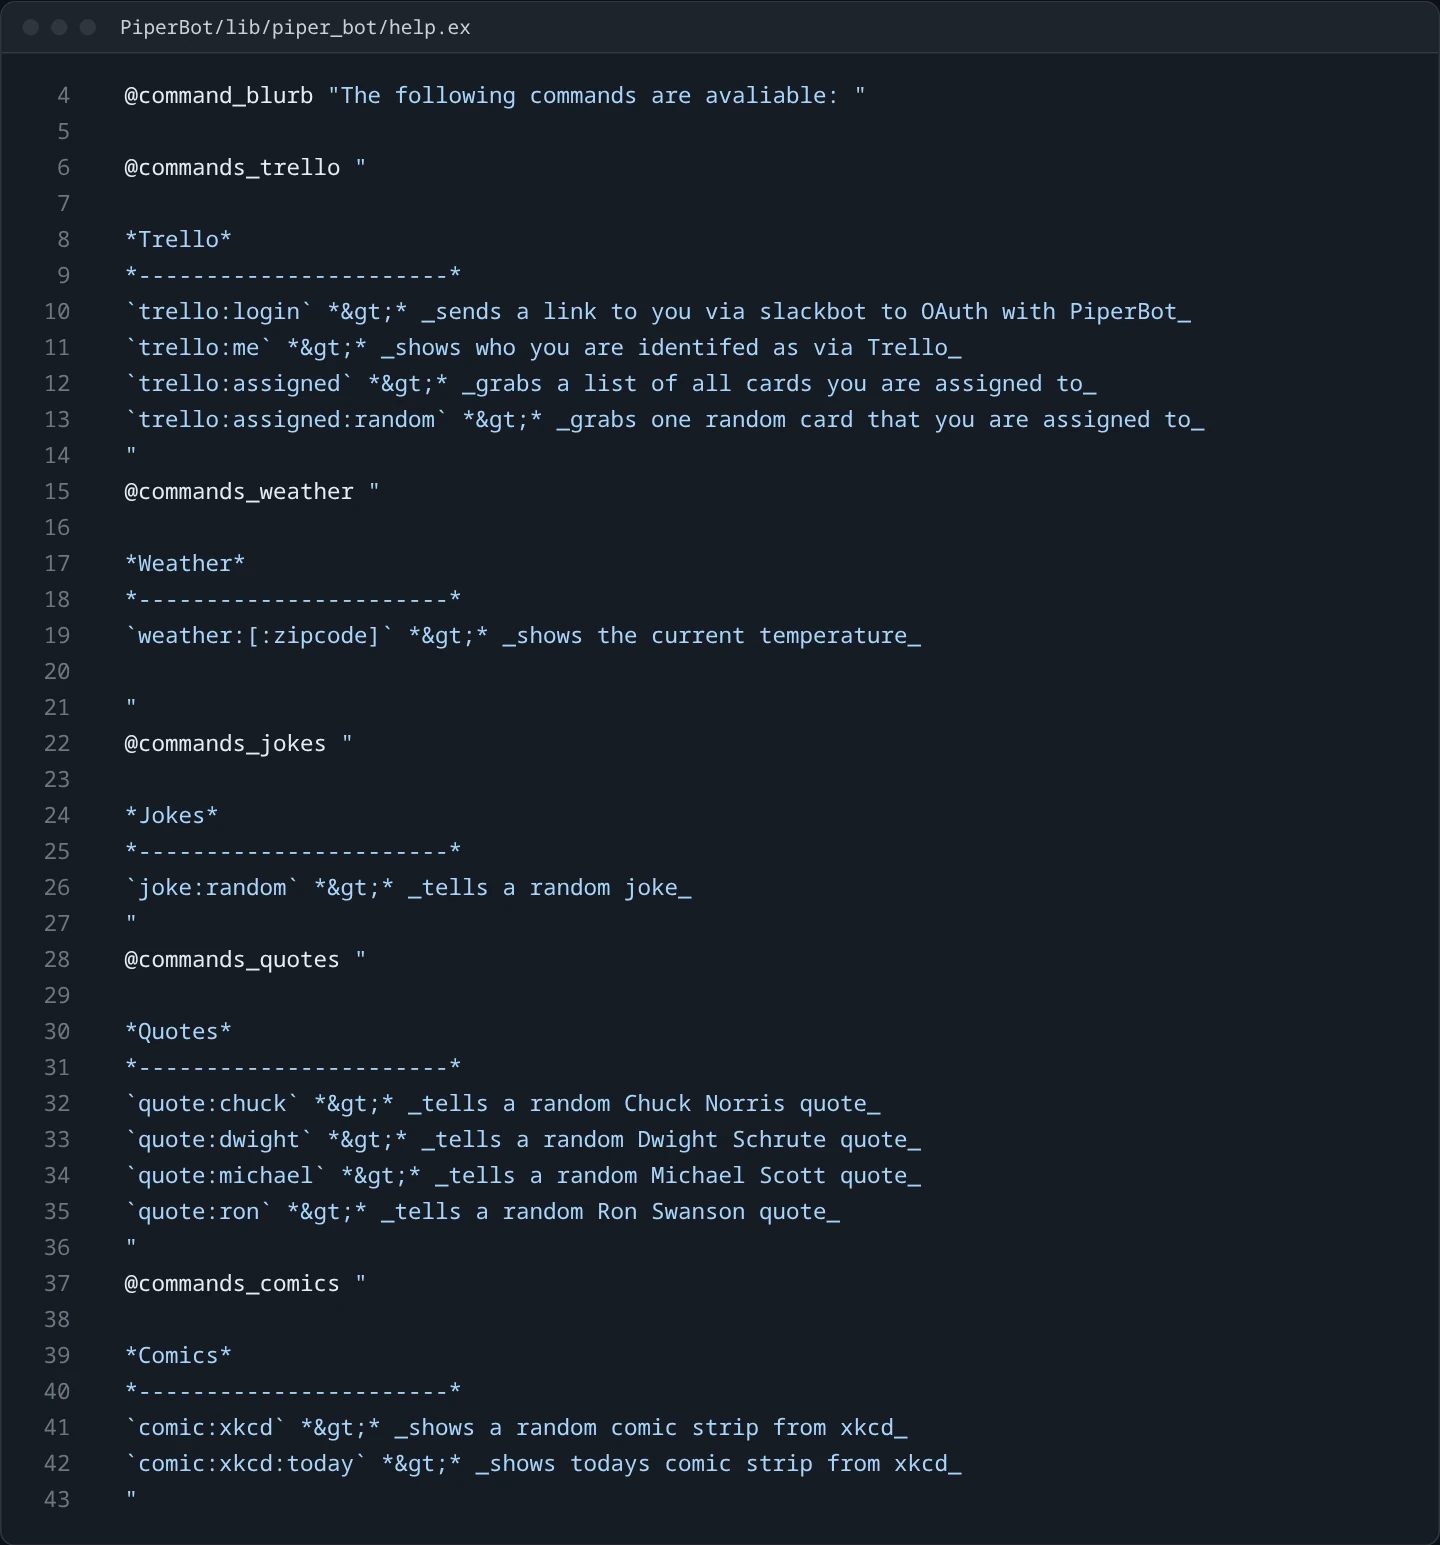 PiperBot/lib/piper_bot/help.ex
4 @command_blurb "The following commands are avaliable: "
5
6 @commands_trello "
7
8 *Trello*
9 *-----------------------*
10 `trello:login` *&gt;* _sends a link to you via slackbot to OAuth with PiperBot_
11 `trello:me` *&gt;* _shows who you are identifed as via Trello_
12 `trello:assigned` *&gt;* _grabs a list of all cards you are assigned to_
13 `trello:assigned:random` *&gt;* _grabs one random card that you are assigned to_
14 "
15 @commands_weather "
16
17 *Weather*
18 *-----------------------*
19 `weather:[:zipcode]` *&gt;* _shows the current temperature_
20
21 "
22 @commands_jokes "
23
24 *Jokes*
25 *-----------------------*
26 `joke:random` *&gt;* _tells a random joke_
27 "
28 @commands_quotes "
29
30 *Quotes*
31 *-----------------------*
32 `quote:chuck` *&gt;* _tells a random Chuck Norris quote_
33 `quote:dwight` *&gt;* _tells a random Dwight Schrute quote_
34 `quote:michael` *&gt;* _tells a random Michael Scott quote_
35 `quote:ron` *&gt;* _tells a random Ron Swanson quote_
36 "
37 @commands_comics "
38
39 *Comics*
40 *-----------------------*
41 `comic:xkcd` *&gt;* _shows a random comic strip from xkcd_
42 `comic:xkcd:today` *&gt;* _shows todays comic strip from xkcd_
43 "